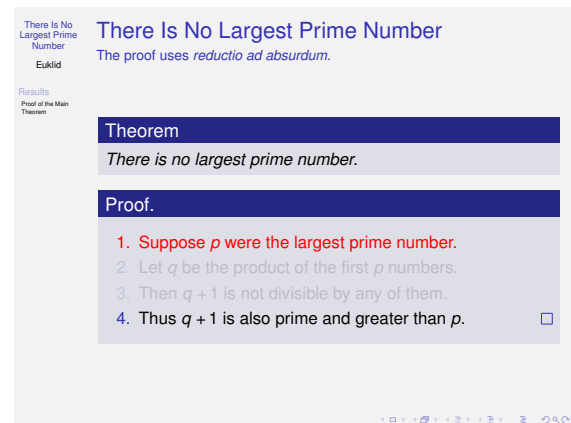 There Is No
Largest Prime
Number
Euklid
Results
Proof of the Main
Theorem
There Is No Largest Prime Number
The proof uses reductio ad absurdum.
Theorem
There is no largest prime number.
Proof.
1. Suppose p were the largest prime number.
2. Let q be the product of the first p numbers.
3. Then q + 1 is not divisible by any of them.
4. Thus q + 1 is also prime and greater than p. □